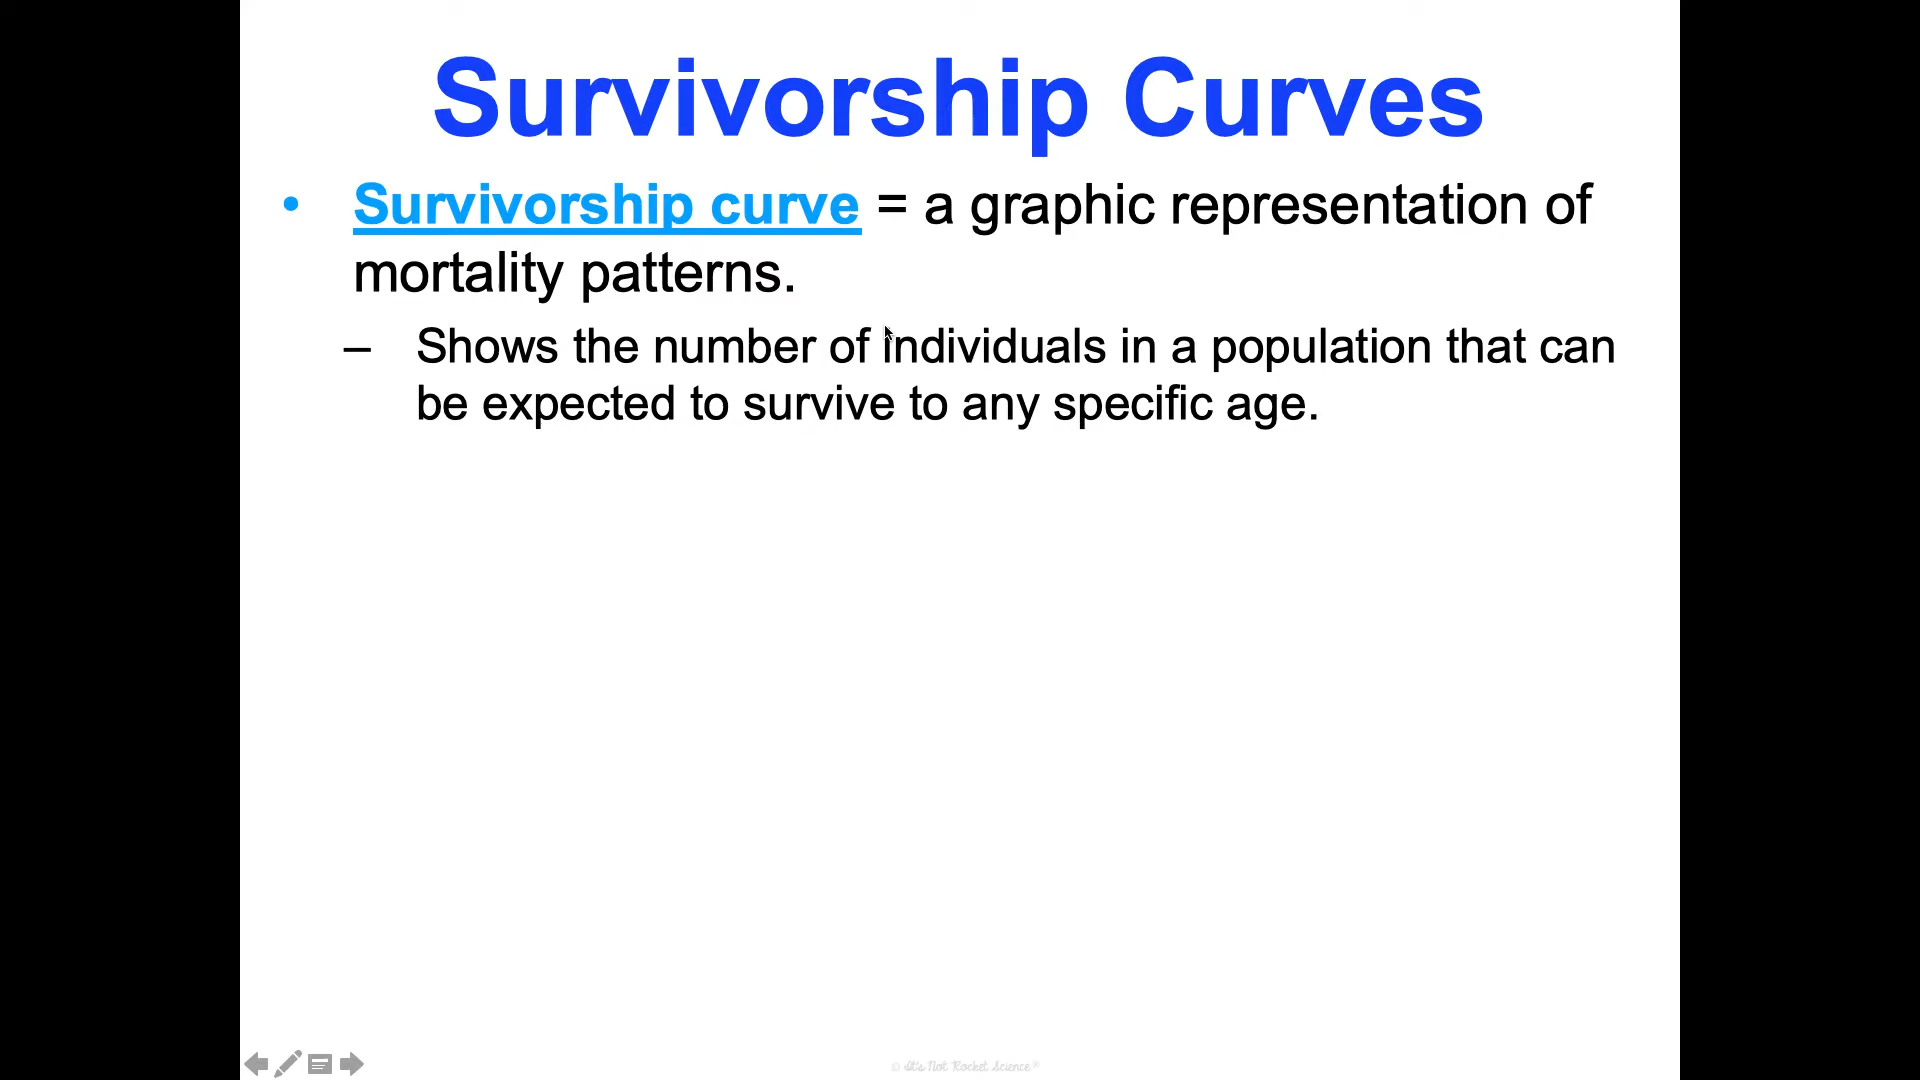 Survivorship Curves
• Survivorship curve = a graphic representation of
mortality patterns.
– Shows the number of individuals in a population that can
be expected to survive to any specific age.
© It's Not Rocket Science®